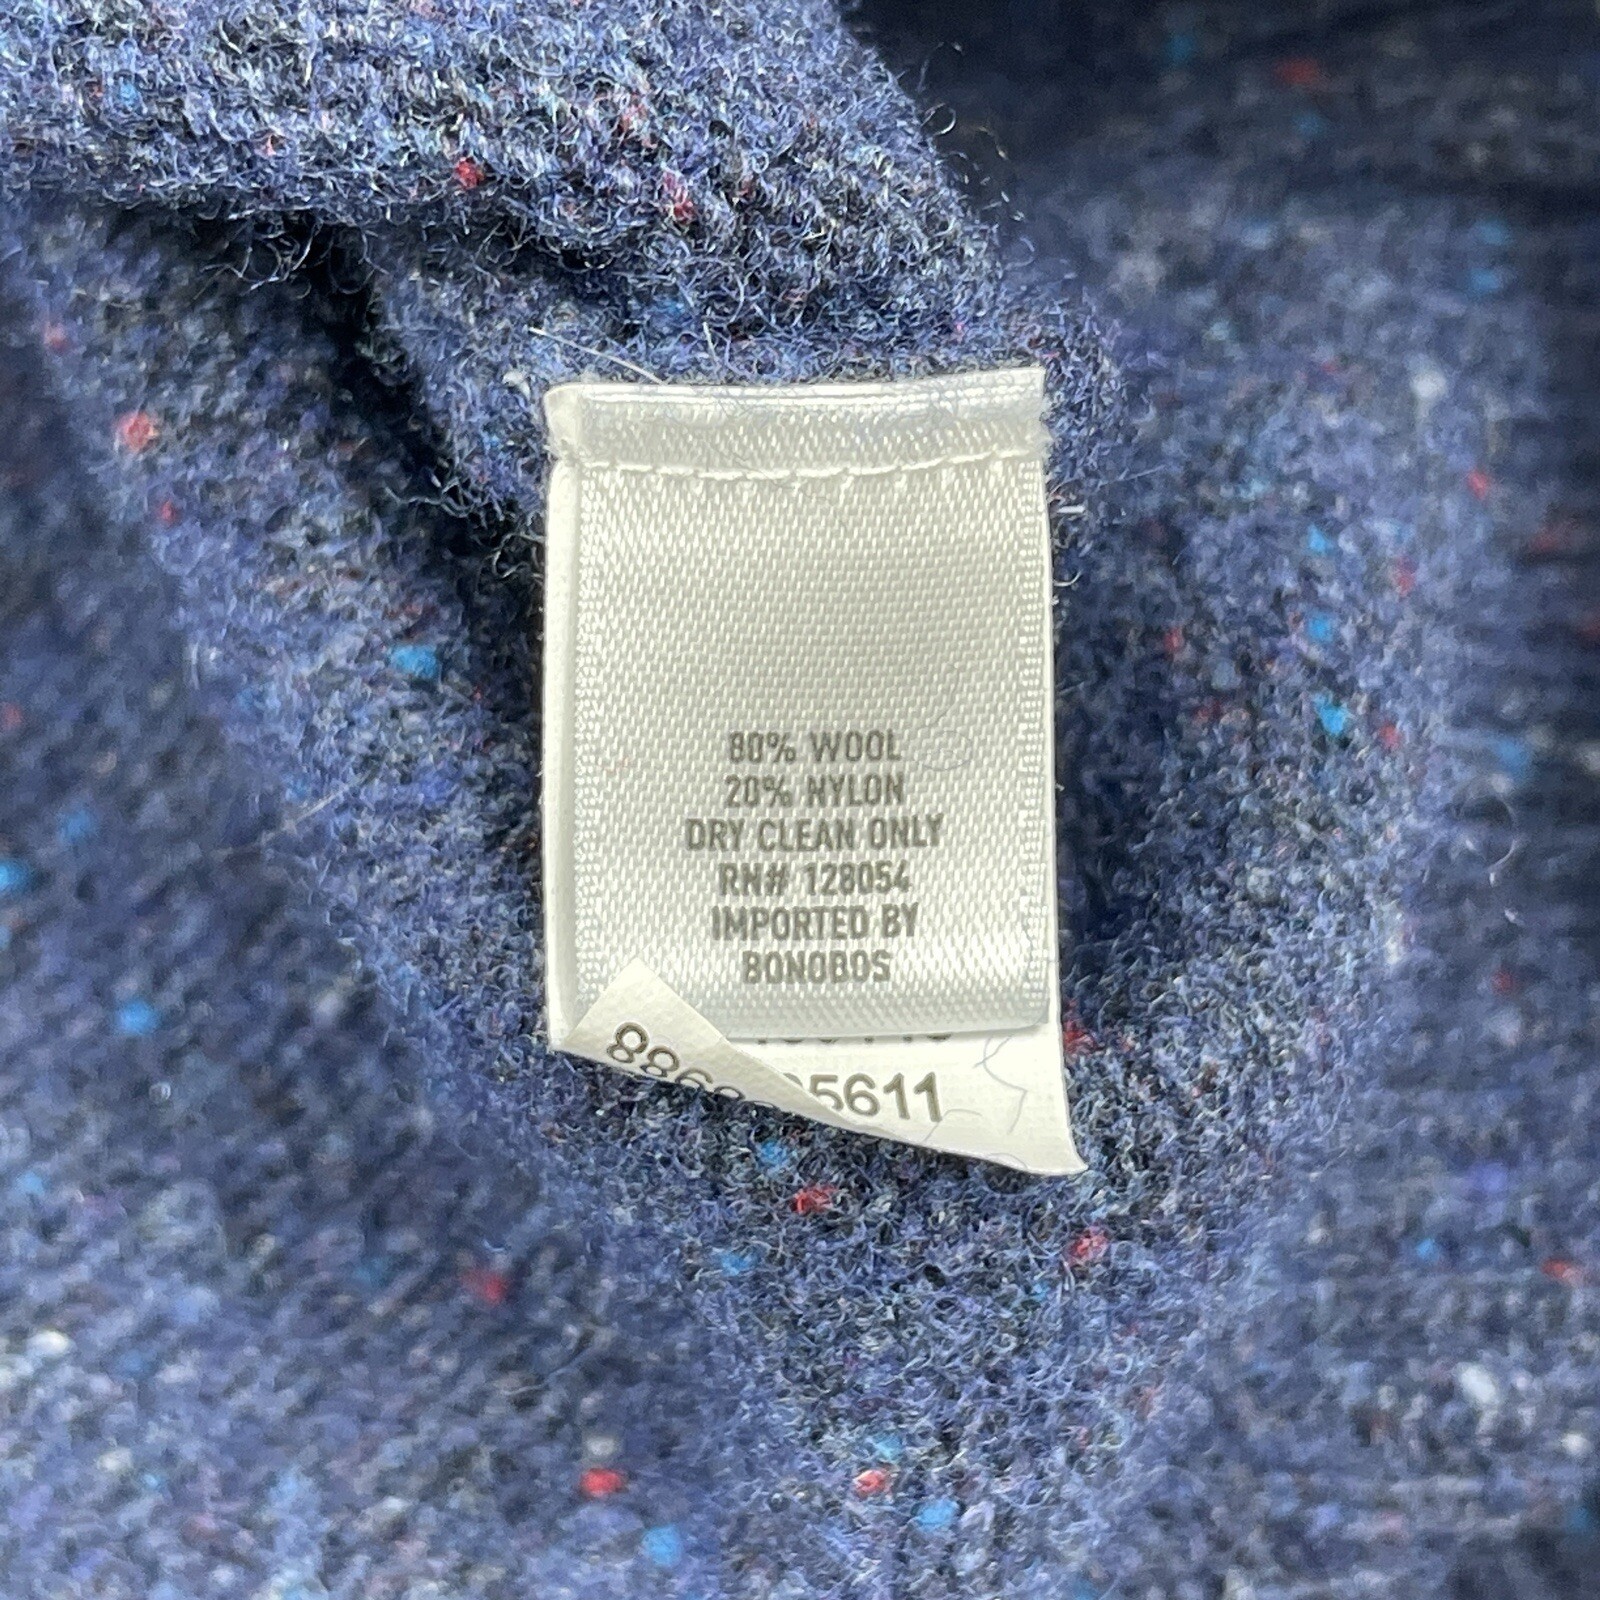 80% WOOL
20% NYLON
DRY CLEAN ONLY
RN# 128054
IMPORTED BY
BONOBOS